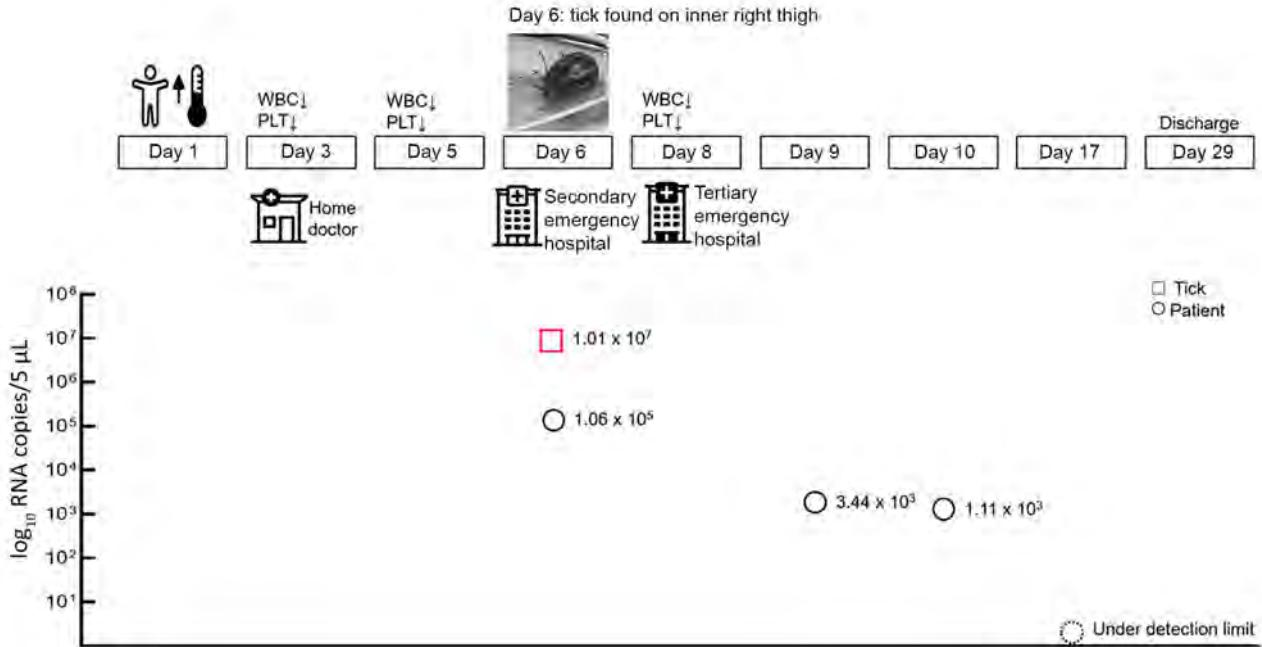 Day 6: tick found on inner right thigh
WBC↓
PLT↓
WBC↓
PLT↓
WBC↓
PLT↓
Discharge
Day 1
Day 3
Day 5
Day 6
Day 8
Day 9
Day 10
Day 17
Day 29
Home
doctor
Secondary
emergency
hospital
Tertiary
emergency
hospital
□ Tick
○ Patient
log₁₀ RNA copies/5 µL
10⁸
10⁷
10⁶
10⁵
10⁴
10³
10²
10¹
1.01 x 10⁷
1.06 x 10⁵
3.44 x 10³
1.11 x 10³
Under detection limit